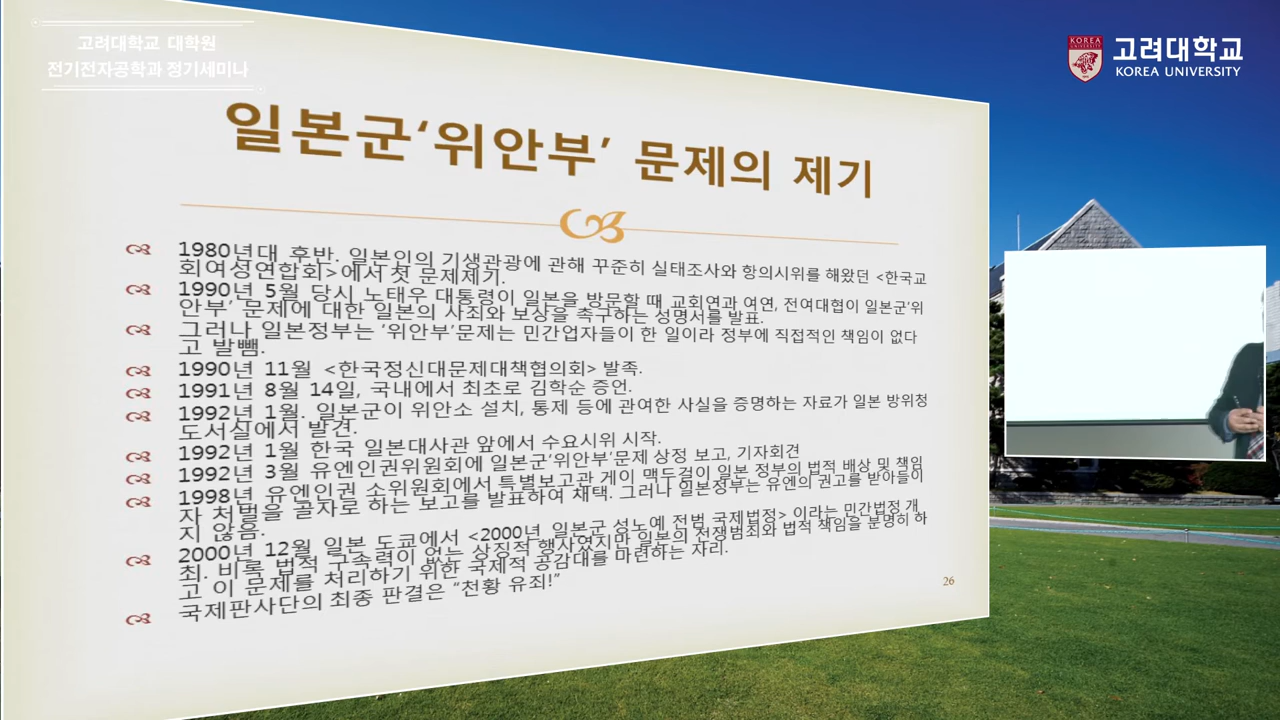 고려대학교 대학원
전기전자공학과 정기세미나
KOREA
UNIVERSITY
고려대학교
KOREA UNIVERSITY
일본군‘위안부’ 문제의 제기
1980년대 후반. 일본인의 기생관광에 관해 꾸준히 실태조사와 항의시위를 해왔던 <한국교
회여성연합회>에서 첫 문제제기.
1990년 5월 당시 노태우 대통령이 일본을 방문할 때 교회연과 여연, 전여대협이 일본군‘위
안부’ 문제에 대한 일본의 사죄와 보상을 촉구하는 성명서를 발표.
그러나 일본정부는 ‘위안부’문제는 민간업자들이 한 일이라 정부에 직접적인 책임이 없다
고 발뺌.
1990년 11월 <한국정신대문제대책협의회> 발족.
1991년 8월 14일, 국내에서 최초로 김학순 증언.
1992년 1월. 일본군이 위안소 설치, 통제 등에 관여한 사실을 증명하는 자료가 일본 방위청
도서실에서 발견.
1992년 1월 한국 일본대사관 앞에서 수요시위 시작.
1992년 3월 유엔인권위원회에 일본군‘위안부’문제 상정 보고, 기자회견
1998년 유엔인권 소위원회에서 특별보고관 게이 맥두걸이 일본 정부의 법적 배상 및 책임
자 처벌을 골자로 하는 보고를 발표하여 채택. 그러나 일본정부는 유엔의 권고를 받아들이
지 않음.
2000년 12월 일본 도쿄에서 <2000년 일본군 성노예 전범 국제법정> 이라는 민간법정 개
최. 비록 법적 구속력이 없는 상징적 행사였지만 일본의 전쟁범죄와 법적 책임을 분명히 하
고 이 문제를 처리하기 위한 국제적 공감대를 마련하는 자리.
국제판사단의 최종 판결은 “천황 유죄!”
26